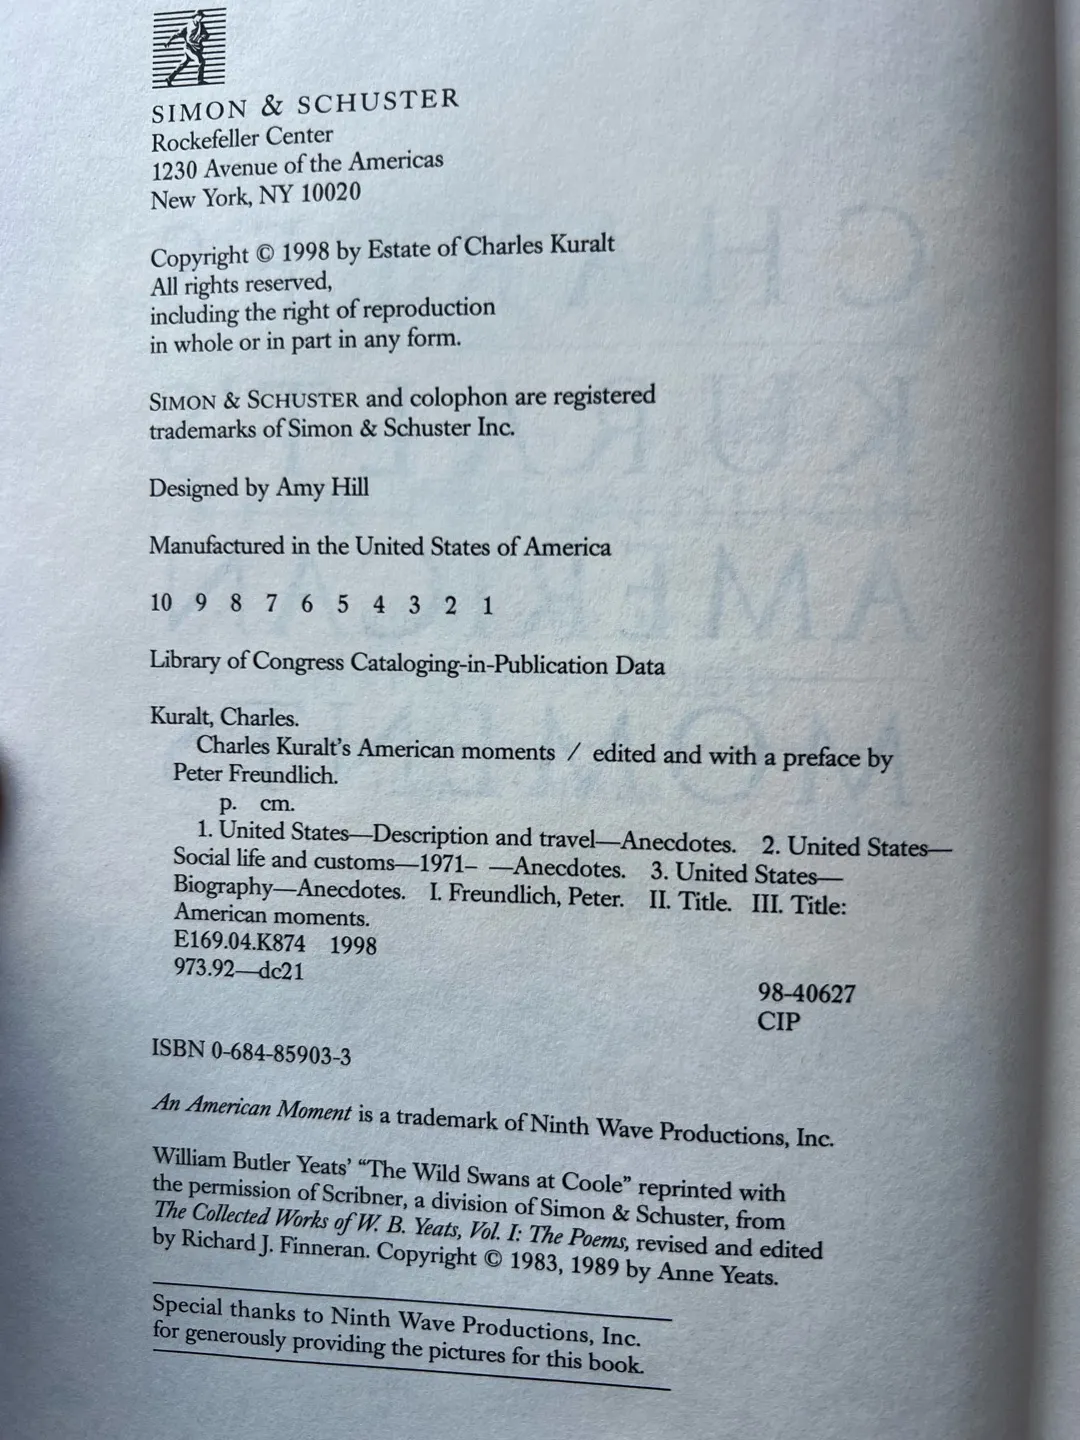 SIMON & SCHUSTER
Rockefeller Center
1230 Avenue of the Americas
New York, NY 10020
Copyright © 1998 by Estate of Charles Kuralt
All rights reserved,
including the right of reproduction
in whole or in part in any form.
SIMON & SCHUSTER and colophon are registered
trademarks of Simon & Schuster Inc.
Designed by Amy Hill
Manufactured in the United States of America
10 9 8 7 6 5 4 3 2 1
Library of Congress Cataloging-in-Publication Data
Kuralt, Charles.
Charles Kuralt's American moments / edited and with a preface by
Peter Freundlich.
p. cm.
1. United States—Description and travel—Anecdotes. 2. United States—
Social life and customs—1971– —Anecdotes. 3. United States—
Biography—Anecdotes. I. Freundlich, Peter. II. Title. III. Title:
American moments.
E169.04.K874 1998
973.92—dc21
98-40627
CIP
ISBN 0-684-85903-3
An American Moment is a trademark of Ninth Wave Productions, Inc.
William Butler Yeats' “The Wild Swans at Coole” reprinted with
the permission of Scribner, a division of Simon & Schuster, from
The Collected Works of W. B. Yeats, Vol. I: The Poems, revised and edited
by Richard J. Finneran. Copyright © 1983, 1989 by Anne Yeats.
Special thanks to Ninth Wave Productions, Inc.
for generously providing the pictures for this book.